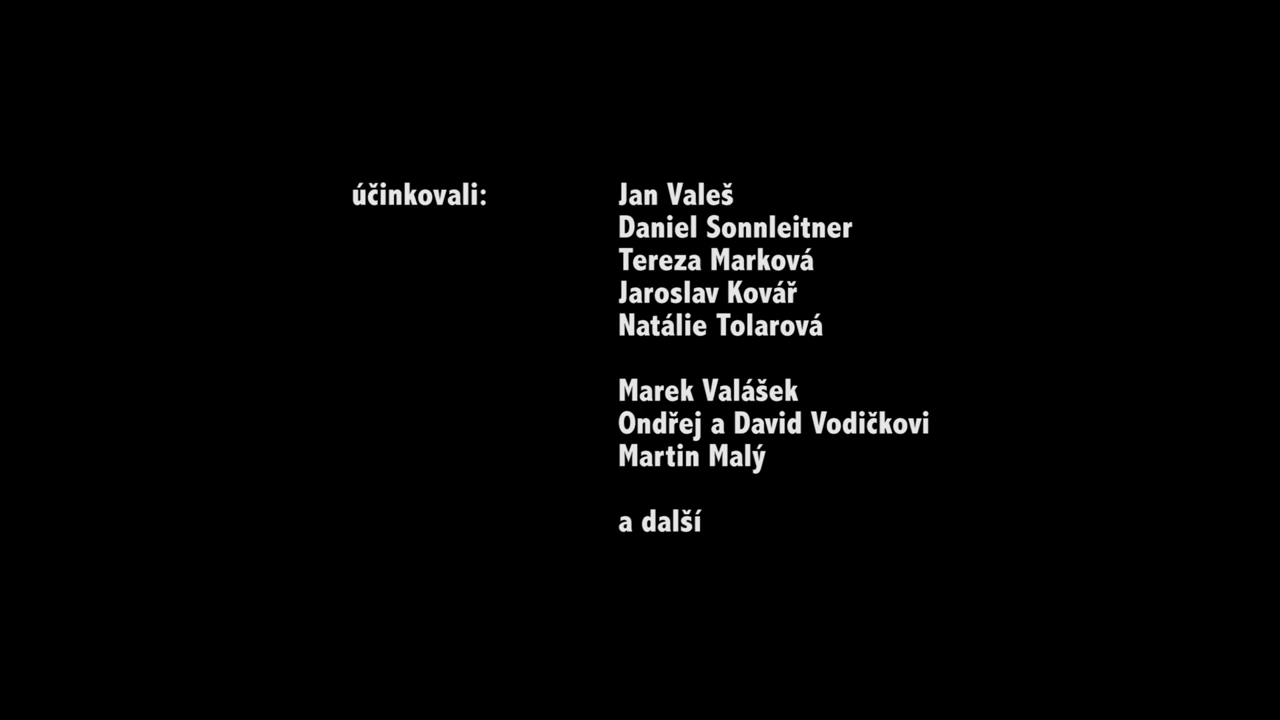 účinkovali: Jan Valeš
Daniel Sonnleitner
Tereza Marková
Jaroslav Kovář
Natálie Tolarová
Marek Valášek
Ondřej a David Vodičkovi
Martin Malý
a další